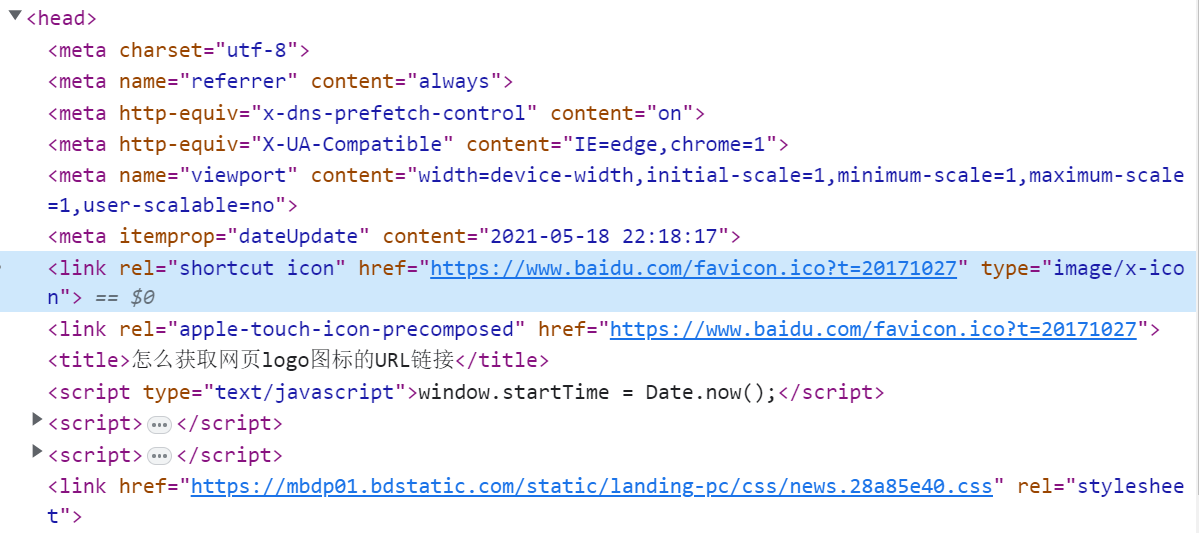 <head>
<meta charset="utf-8">
<meta name="referrer" content="always">
<meta http-equiv="x-dns-prefetch-control" content="on">
<meta http-equiv="X-UA-Compatible" content="IE=edge,chrome=1">
<meta name="viewport" content="width=device-width,initial-scale=1,minimum-scale=1,maximum-scale
=1,user-scalable=no">
<meta itemprop="dateUpdate" content="2021-05-18 22:18:17">
<link rel="shortcut icon" href="https://www.baidu.com/favicon.ico?t=20171027" type="image/x-ico
n"> == $0
<link rel="apple-touch-icon-precomposed" href="https://www.baidu.com/favicon.ico?t=20171027">
<title>怎么获取网页logo图标的URL链接</title>
<script type="text/javascript">window.startTime = Date.now();</script>
<script>…</script>
<script>…</script>
<link href="https://mbdp01.bdstatic.com/static/landing-pc/css/news.28a85e40.css" rel="styleshee
t">